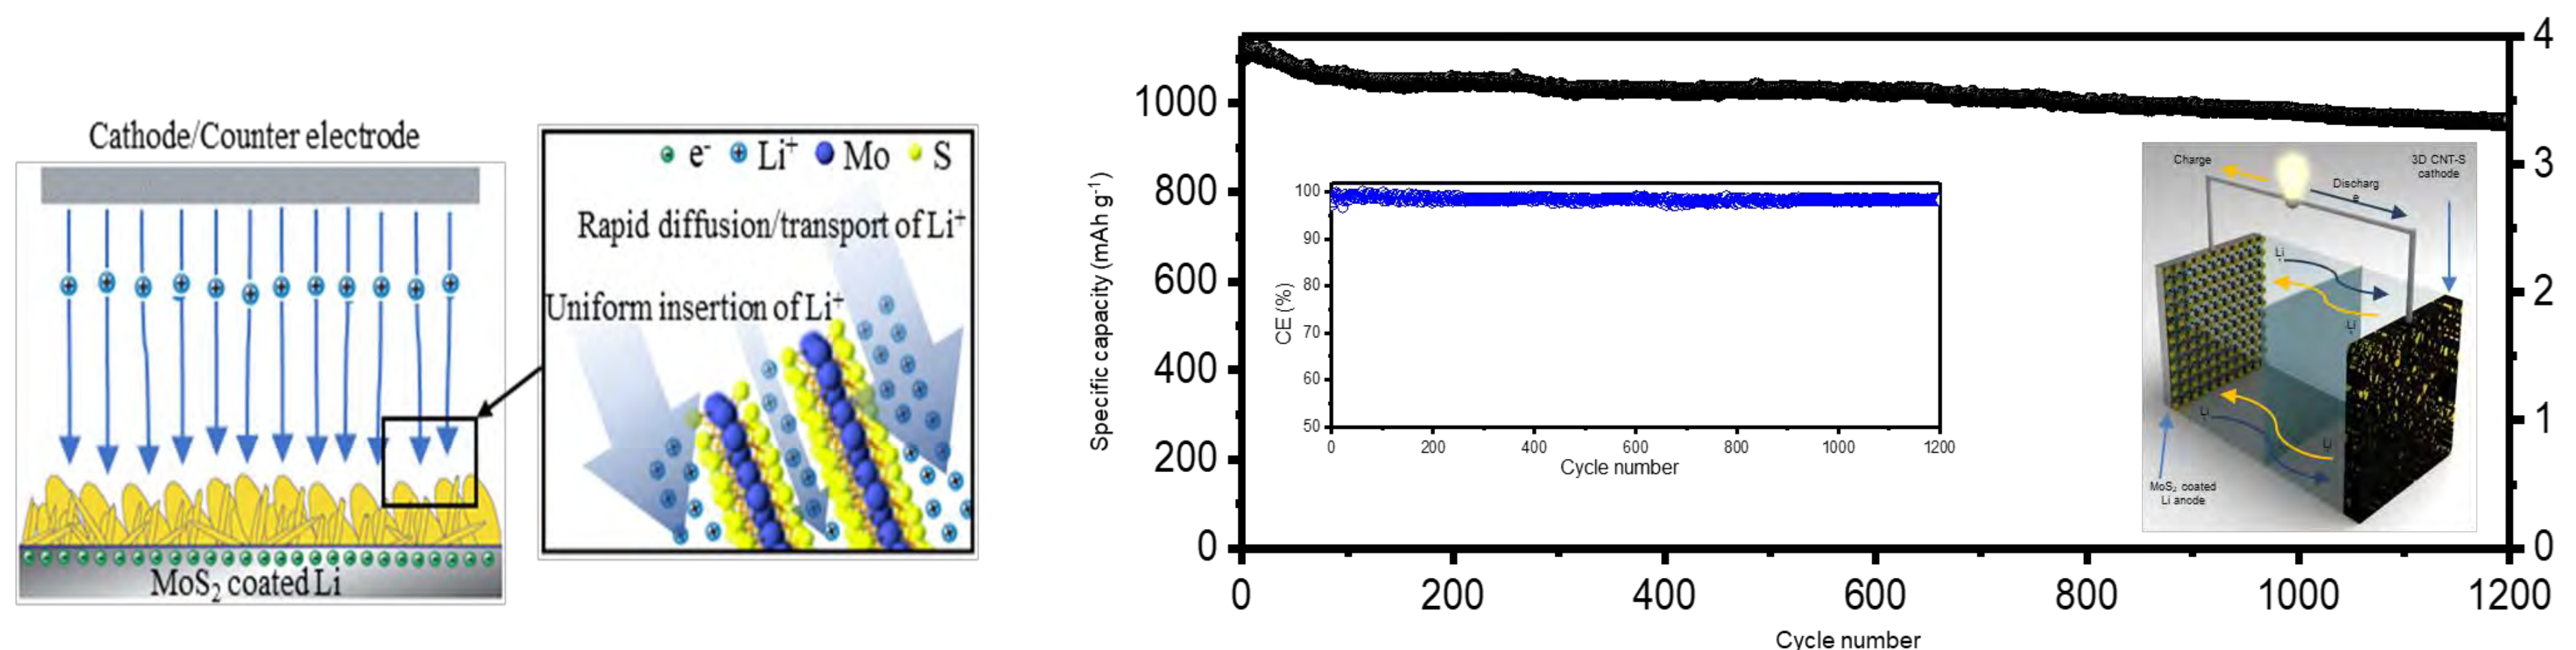 Cathode/Counter electrode
MoS₂ coated Li
e⁻ Li⁺ Mo S
Rapid diffusion/transport of Li⁺
Uniform insertion of Li⁺
Specific capacity (mAh g⁻¹)
1000
800
600
400
200
0
0 200 400 600 800 1000 1200
Cycle number
4
3
2
1
0
CE (%)
100
90
80
70
60
50
0 200 400 600 800 1000 1200
Cycle number
Charge
Discharg
e
3D CNT-S
cathode
Li
Li
Li
Li
MoS₂ coated
Li anode